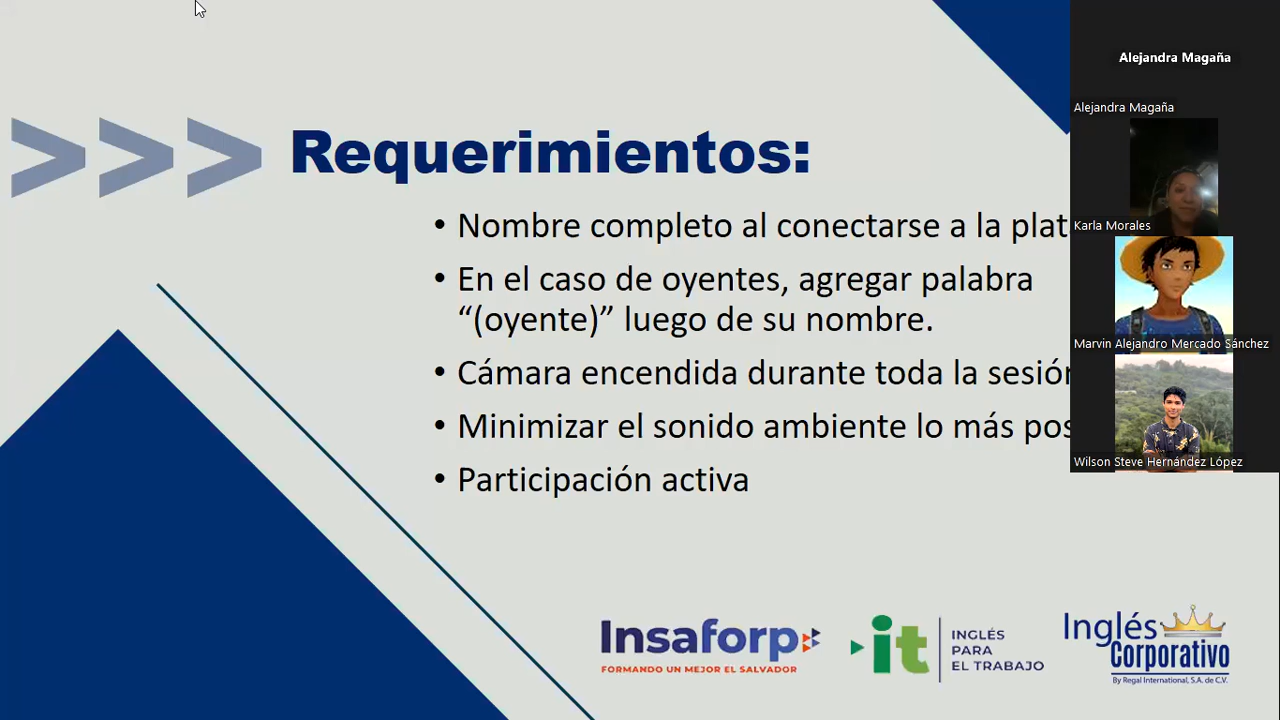 Alejandra Magaña
Alejandra Magaña
Karla Morales
Marvin Alejandro Mercado Sánchez
Wilson Steve Hernández López
>>> Requerimientos:
• Nombre completo al conectarse a la plat
• En el caso de oyentes, agregar palabra
“(oyente)” luego de su nombre.
• Cámara encendida durante toda la sesión
• Minimizar el sonido ambiente lo más pos
• Participación activa
Insaforp
FORMANDO UN MEJOR EL SALVADOR
it
INGLÉS
PARA
EL TRABAJO
Inglés
Corporativo
By Regal International, S.A. de C.V.